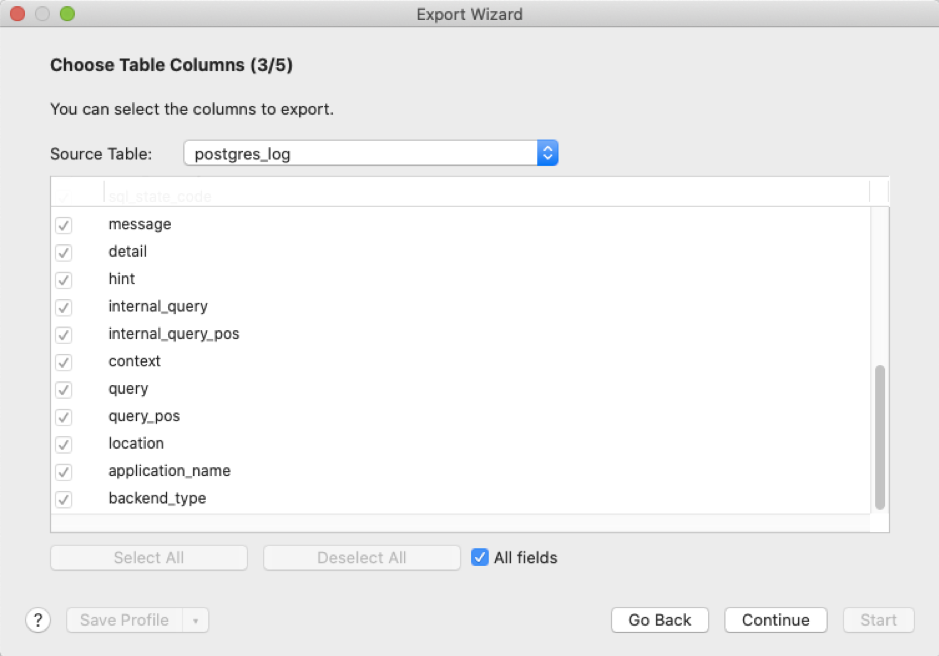 Export Wizard
Choose Table Columns (3/5)
You can select the columns to export.
Source Table: postgres_log
sql_state_code
message
detail
hint
internal_query
internal_query_pos
context
query
query_pos
location
application_name
backend_type
Select All Deselect All All fields
? Save Profile Go Back Continue Start